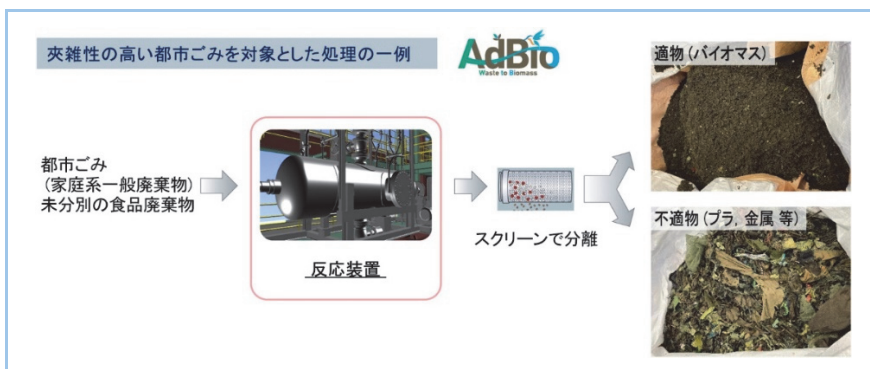 夾雑性の高い都市ごみを対象とした処理の一例
AdBio
Waste to Biomass
適物(バイオマス)
都市ごみ
(家庭系一般廃棄物)
未分別の食品廃棄物
反応装置
スクリーンで分離
不適物(プラ, 金属 等)